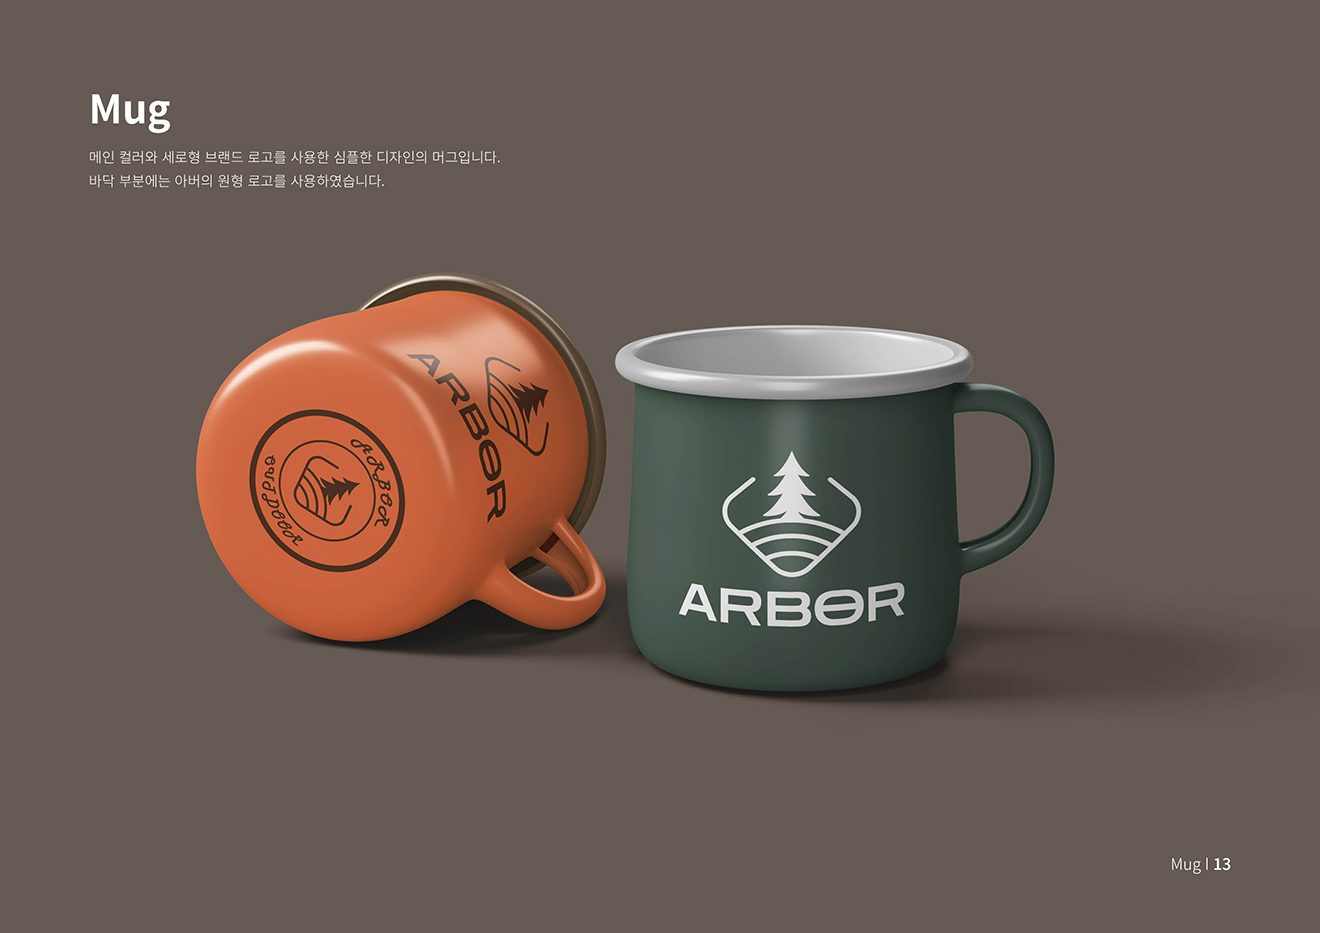 Mug
메인 컬러와 세로형 브랜드 로고를 사용한 심플한 디자인의 머그입니다.
바닥 부분에는 아버의 원형 로고를 사용하였습니다.
ARBOR
ARBOR
OUTDOOR
ARBOR
Mug | 13